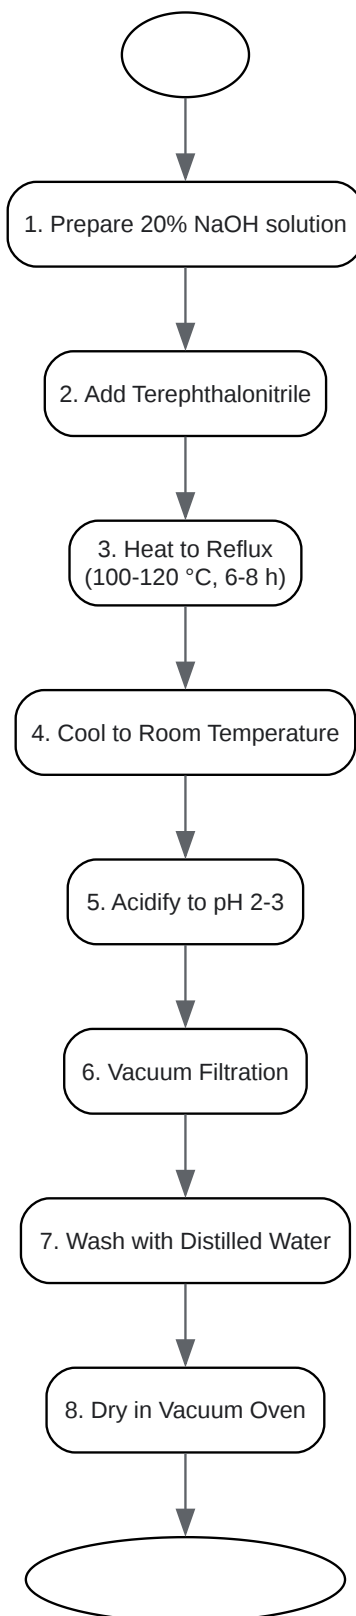 1. Prepare 20% NaOH solution
2. Add Terephthalonitrile
3. Heat to Reflux
(100-120 °C, 6-8 h)
4. Cool to Room Temperature
5. Acidify to pH 2-3
6. Vacuum Filtration
7. Wash with Distilled Water
8. Dry in Vacuum Oven